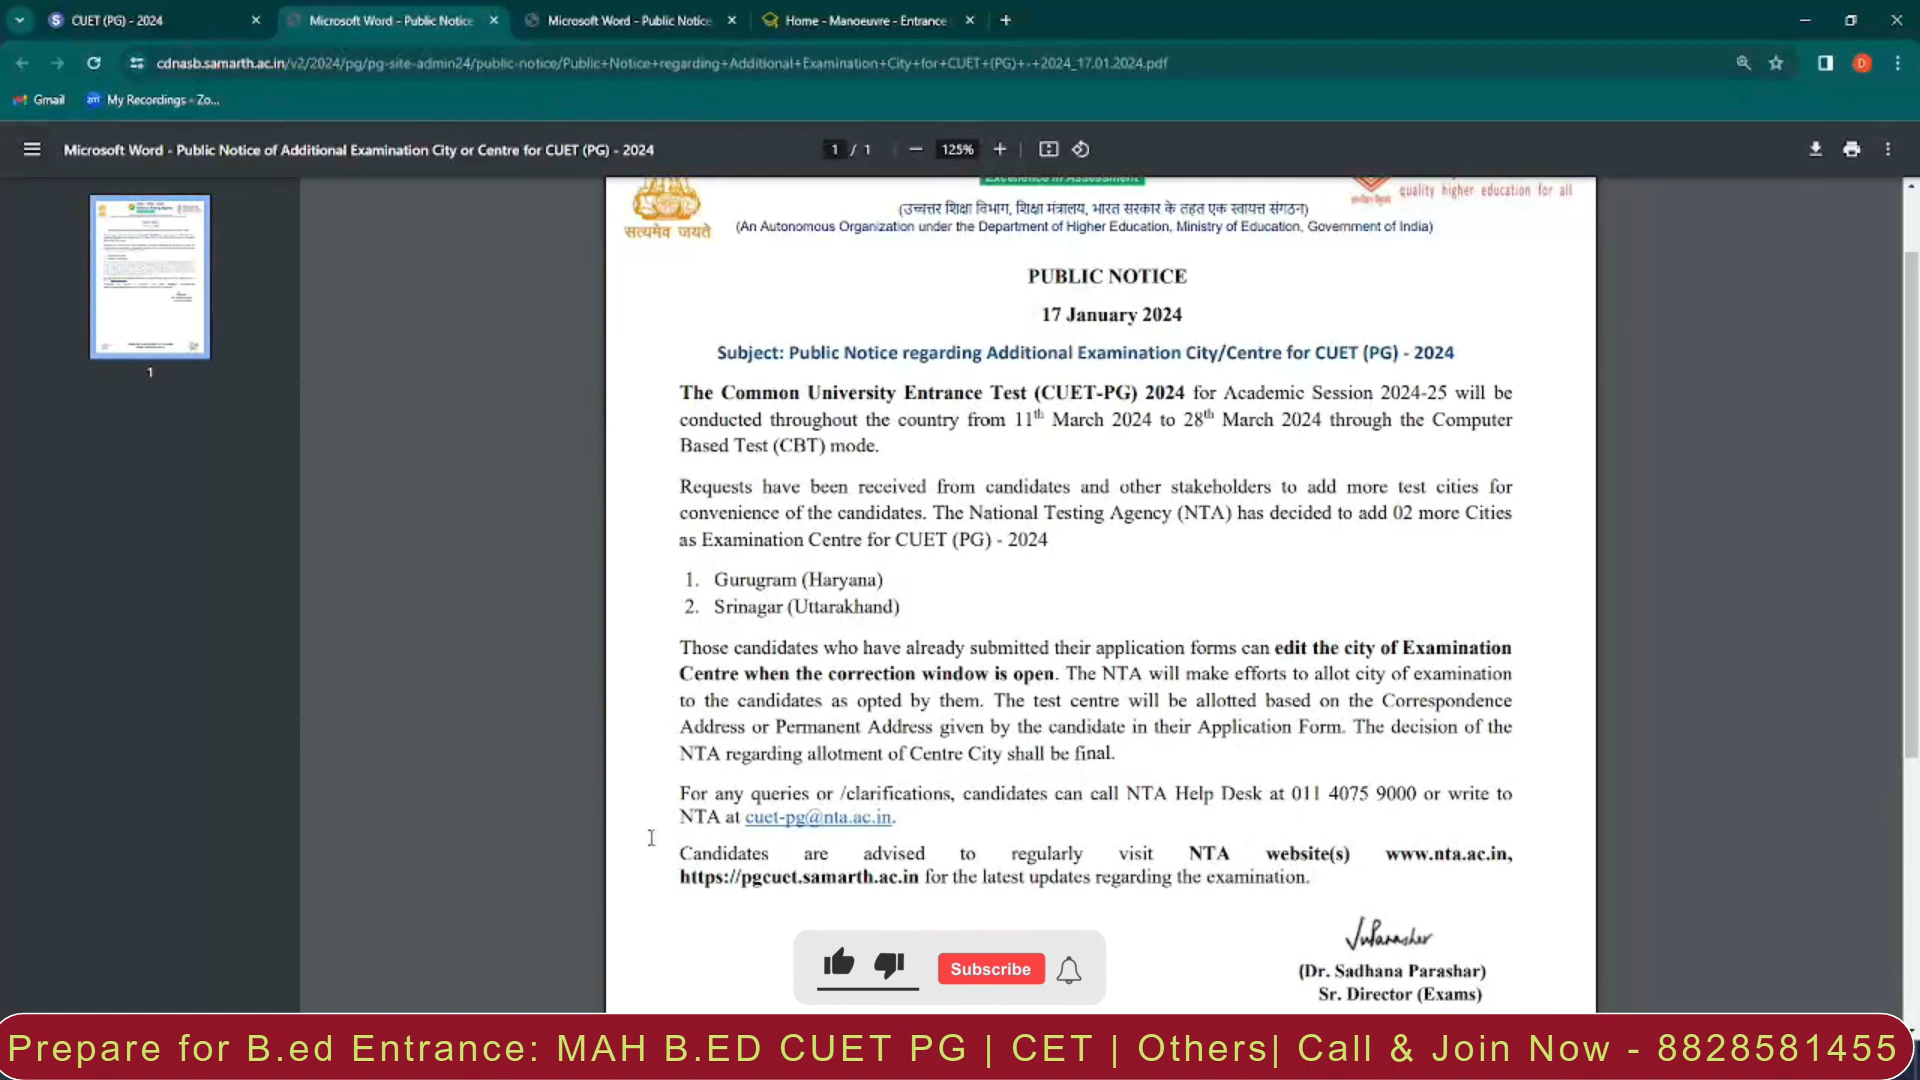 CUET (PG) - 2024
Microsoft Word - Public Notice
Microsoft Word - Public Notice
Home - Manoeuvre - Entrance
cdnasb.samarth.ac.in/v2/2024/pg/pg-site-admin24/public-notice/Public+Notice+regarding+Additional+Examination+City+for+CUET+(PG)+-+2024_17.01.2024.pdf
D
Gmail
My Recordings - Zo...
Microsoft Word - Public Notice of Additional Examination City or Centre for CUET (PG) - 2024
1 / 1
125%
1
Excellence in Assessment
quality higher education for all
सत्यमेव जयते
(उच्चत्तर शिक्षा विभाग, शिक्षा मंत्रालय, भारत सरकार के तहत एक स्वायत्त संगठन)
(An Autonomous Organization under the Department of Higher Education, Ministry of Education, Government of India)
PUBLIC NOTICE
17 January 2024
Subject: Public Notice regarding Additional Examination City/Centre for CUET (PG) - 2024
The Common University Entrance Test (CUET-PG) 2024 for Academic Session 2024-25 will be
conducted throughout the country from 11th March 2024 to 28th March 2024 through the Computer
Based Test (CBT) mode.
Requests have been received from candidates and other stakeholders to add more test cities for
convenience of the candidates. The National Testing Agency (NTA) has decided to add 02 more Cities
as Examination Centre for CUET (PG) - 2024
1. Gurugram (Haryana)
2. Srinagar (Uttarakhand)
Those candidates who have already submitted their application forms can edit the city of Examination
Centre when the correction window is open. The NTA will make efforts to allot city of examination
to the candidates as opted by them. The test centre will be allotted based on the Correspondence
Address or Permanent Address given by the candidate in their Application Form. The decision of the
NTA regarding allotment of Centre City shall be final.
For any queries or /clarifications, candidates can call NTA Help Desk at 011 4075 9000 or write to
NTA at cuet-pg@nta.ac.in.
Candidates are advised to regularly visit NTA website(s) www.nta.ac.in,
https://pgcuet.samarth.ac.in for the latest updates regarding the examination.
(Dr. Sadhana Parashar)
Sr. Director (Exams)
Subscribe
Prepare for B.ed Entrance: MAH B.ED CUET PG | CET | Others| Call & Join Now - 8828581455